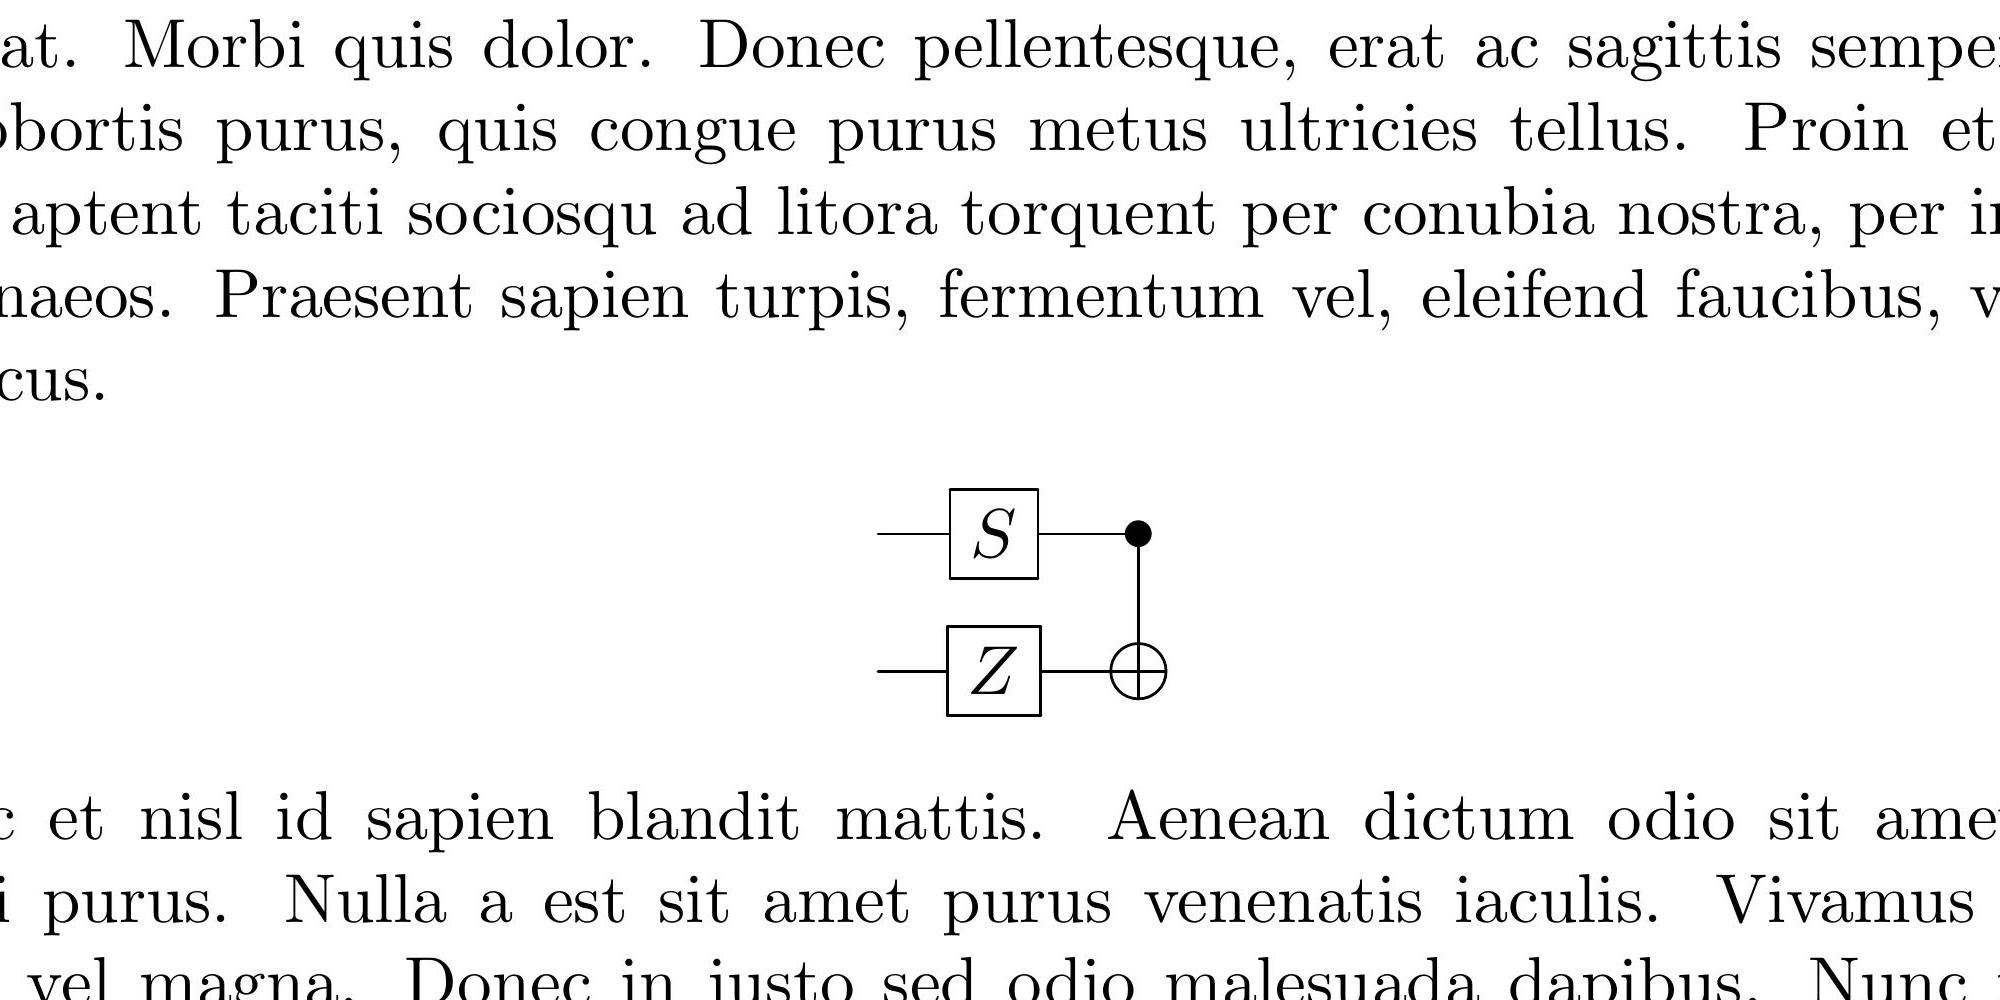 at. Morbi quis dolor. Donec pellentesque, erat ac sagittis sempe
obortis purus, quis congue purus metus ultricies tellus. Proin et
aptent taciti sociosqu ad litora torquent per conubia nostra, per in
naeos. Praesent sapien turpis, fermentum vel, eleifend faucibus, v
cus.
S
Z
c et nisl id sapien blandit mattis. Aenean dictum odio sit ame
i purus. Nulla a est sit amet purus venenatis iaculis. Vivamus
vel magna. Donec in justo sed odio malesuada dapibus. Nunc